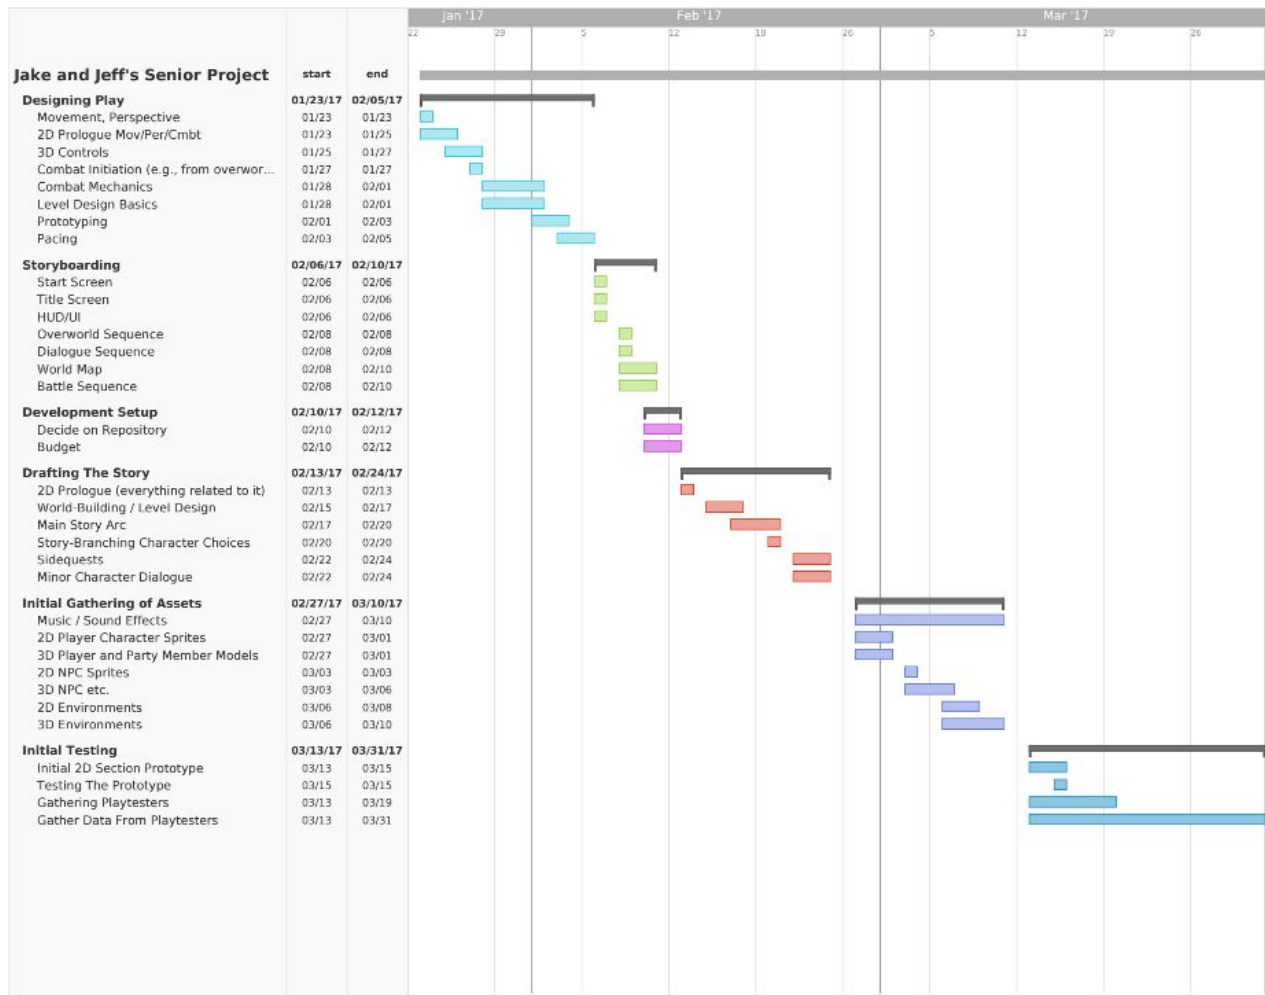 Jan '17 Feb '17 Mar '17
22 29 5 12 19 26 5 12 19 26
Jake and Jeff's Senior Project start end
Designing Play 01/23/17 02/05/17
Movement, Perspective 01/23 01/23
2D Prologue Mov/Per/Cmbt 01/23 01/25
3D Controls 01/25 01/27
Combat Initiation (e.g., from overwor... 01/27 01/27
Combat Mechanics 01/28 02/01
Level Design Basics 01/28 02/01
Prototyping 02/01 02/03
Pacing 02/03 02/05
Storyboarding 02/06/17 02/10/17
Start Screen 02/06 02/06
Title Screen 02/06 02/06
HUD/UI 02/06 02/06
Overworld Sequence 02/08 02/08
Dialogue Sequence 02/08 02/08
World Map 02/08 02/10
Battle Sequence 02/08 02/10
Development Setup 02/10/17 02/12/17
Decide on Repository 02/10 02/12
Budget 02/10 02/12
Drafting The Story 02/13/17 02/24/17
2D Prologue (everything related to it) 02/13 02/13
World-Building / Level Design 02/15 02/17
Main Story Arc 02/17 02/20
Story-Branching Character Choices 02/20 02/20
Sidequests 02/22 02/24
Minor Character Dialogue 02/22 02/24
Initial Gathering of Assets 02/27/17 03/10/17
Music / Sound Effects 02/27 03/10
2D Player Character Sprites 02/27 03/01
3D Player and Party Member Models 02/27 03/01
2D NPC Sprites 03/03 03/03
3D NPC etc. 03/03 03/06
2D Environments 03/06 03/08
3D Environments 03/06 03/10
Initial Testing 03/13/17 03/31/17
Initial 2D Section Prototype 03/13 03/15
Testing The Prototype 03/15 03/15
Gathering Playtesters 03/13 03/19
Gather Data From Playtesters 03/13 03/31